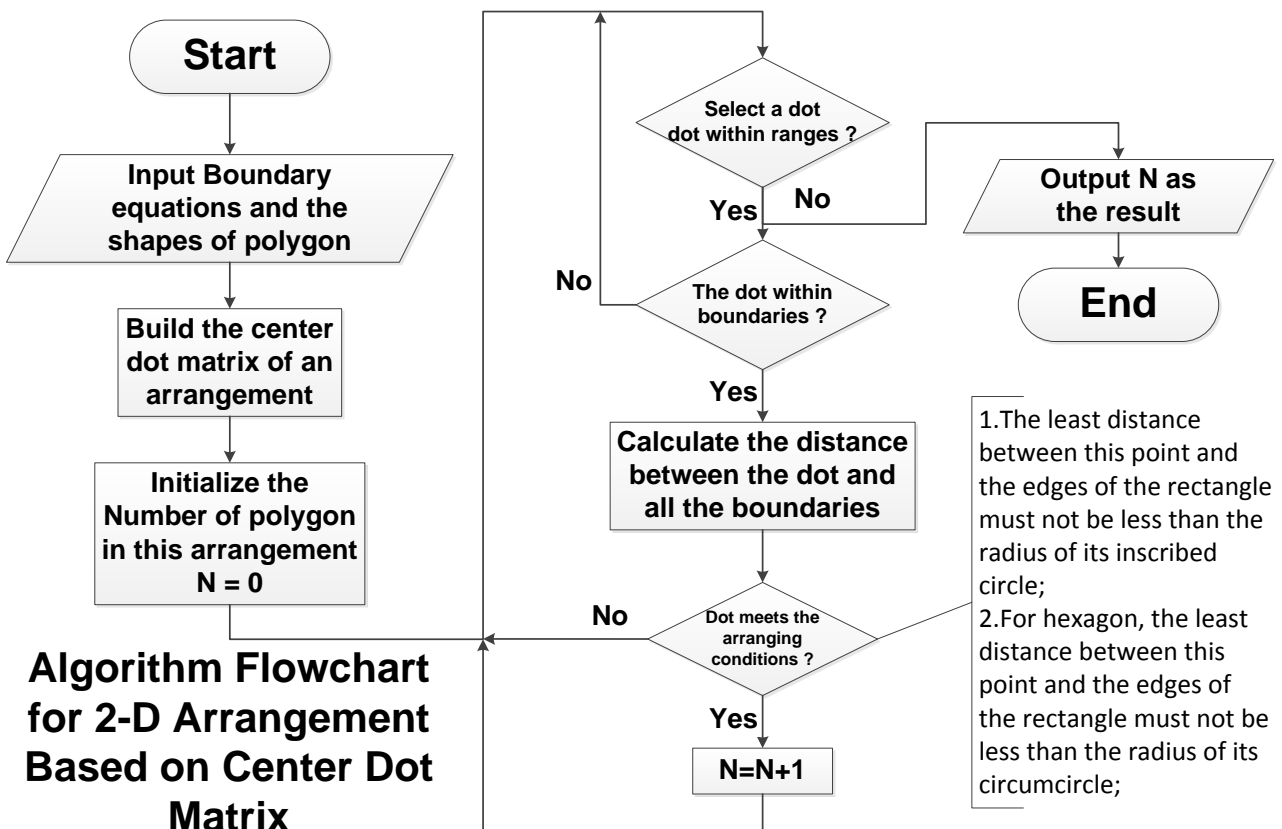 Start
Input Boundary
equations and the
shapes of polygon
Build the center
dot matrix of an
arrangement
Initialize the
Number of polygon
in this arrangement
N = 0
Algorithm Flowchart
for 2-D Arrangement
Based on Center Dot
Matrix
Select a dot
dot within ranges ?
Yes
No
The dot within
boundaries ?
No
Yes
Calculate the distance
between the dot and
all the boundaries
Dot meets the
arranging
conditions ?
No
Yes
N=N+1
Output N as
the result
End
1.The least distance
between this point and
the edges of the rectangle
must not be less than the
radius of its inscribed
circle;
2.For hexagon, the least
distance between this
point and the edges of
the rectangle must not be
less than the radius of its
circumcircle;